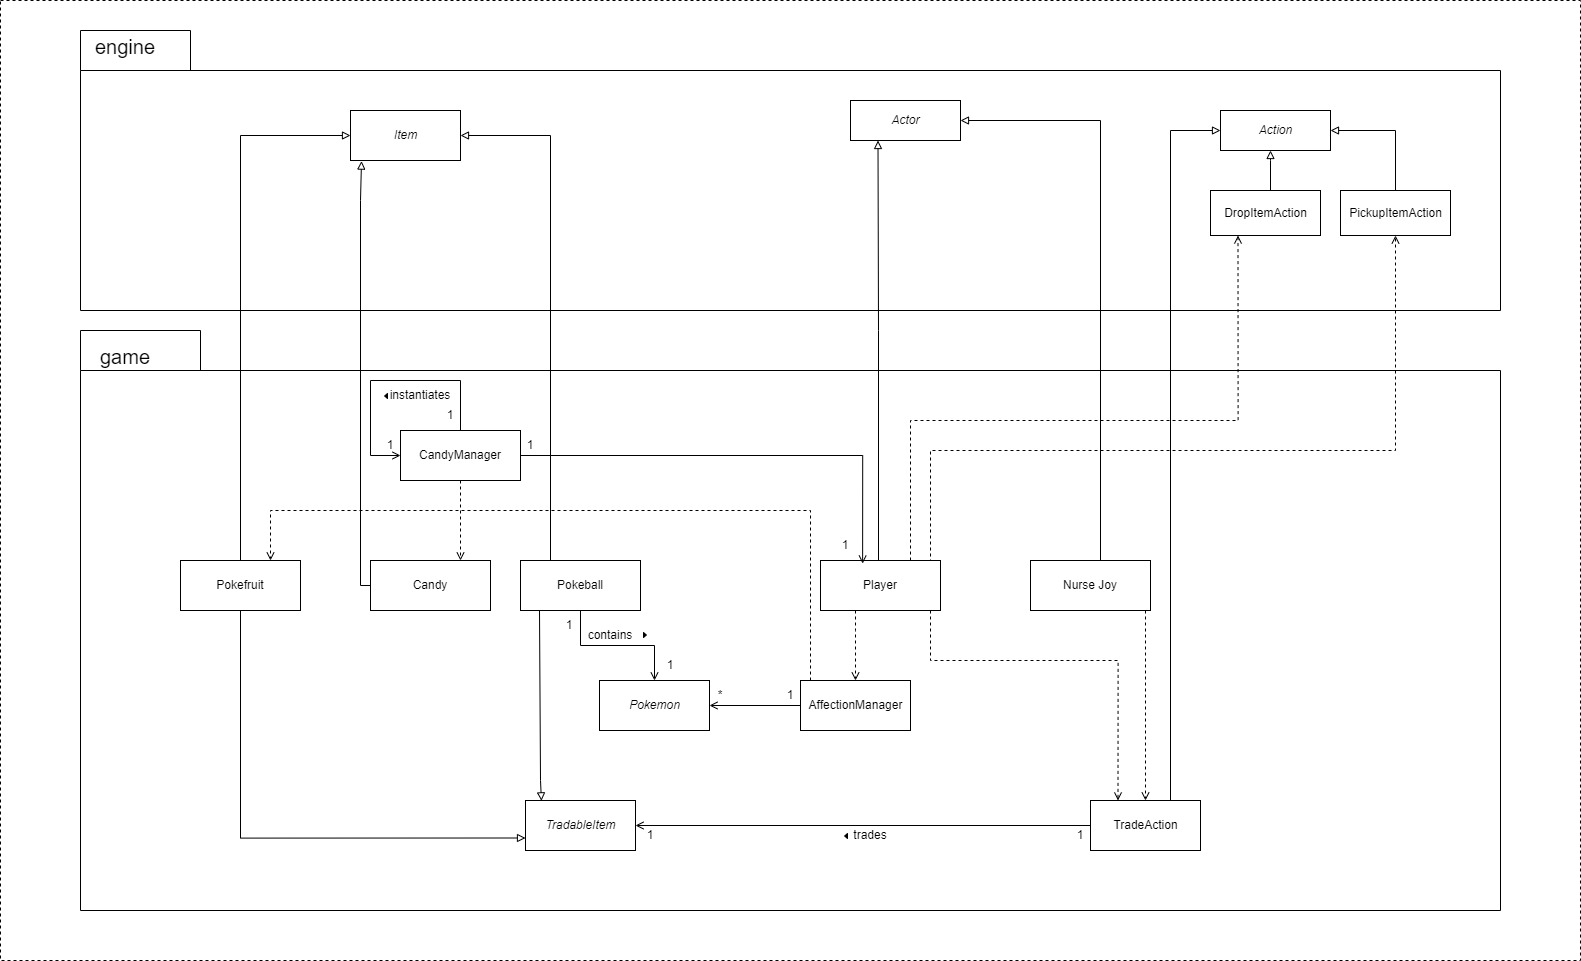 engine
Item
Actor
Action
DropItemAction
PickupItemAction
game
instantiates
1
1
CandyManager
1
1
Pokefruit
Candy
Pokeball
Player
Nurse Joy
1
contains
1
Pokemon
*
1
AffectionManager
TradableItem
1
trades
1
TradeAction